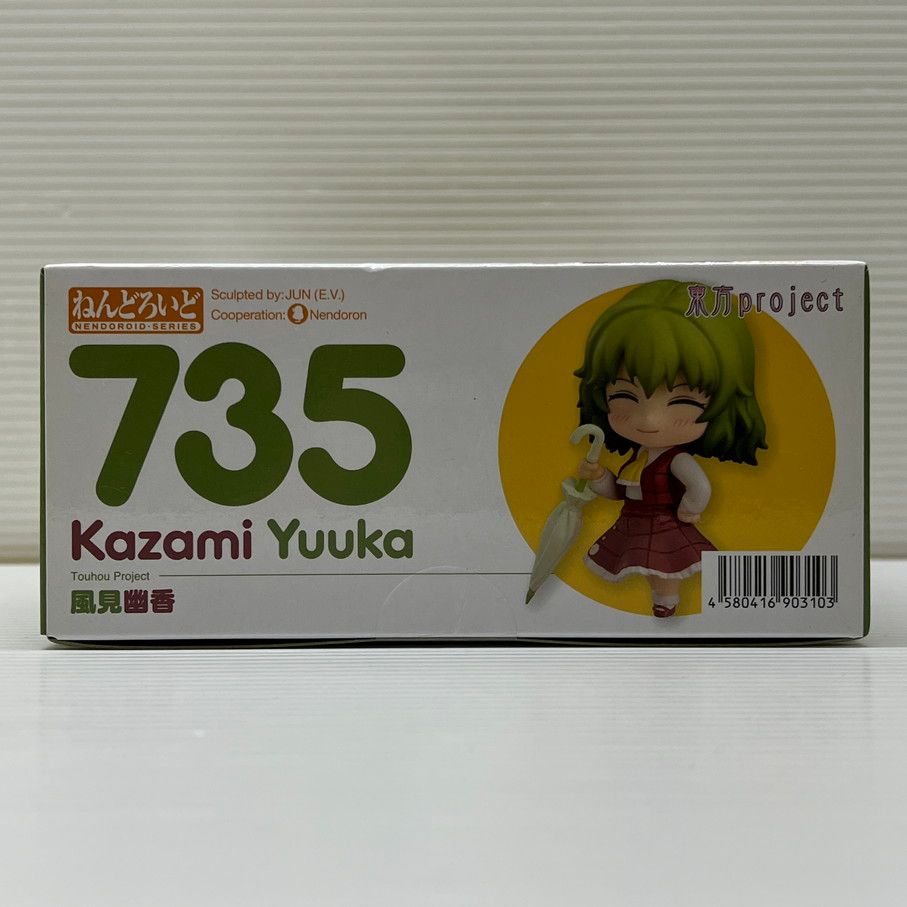 ねんどろいど
NENDOROID·SERIES
Sculpted by:JUN (E.V.)
Cooperation: Nendoron
東方project
735
Kazami Yuuka
Touhou Project
風見幽香
4 580416 903103